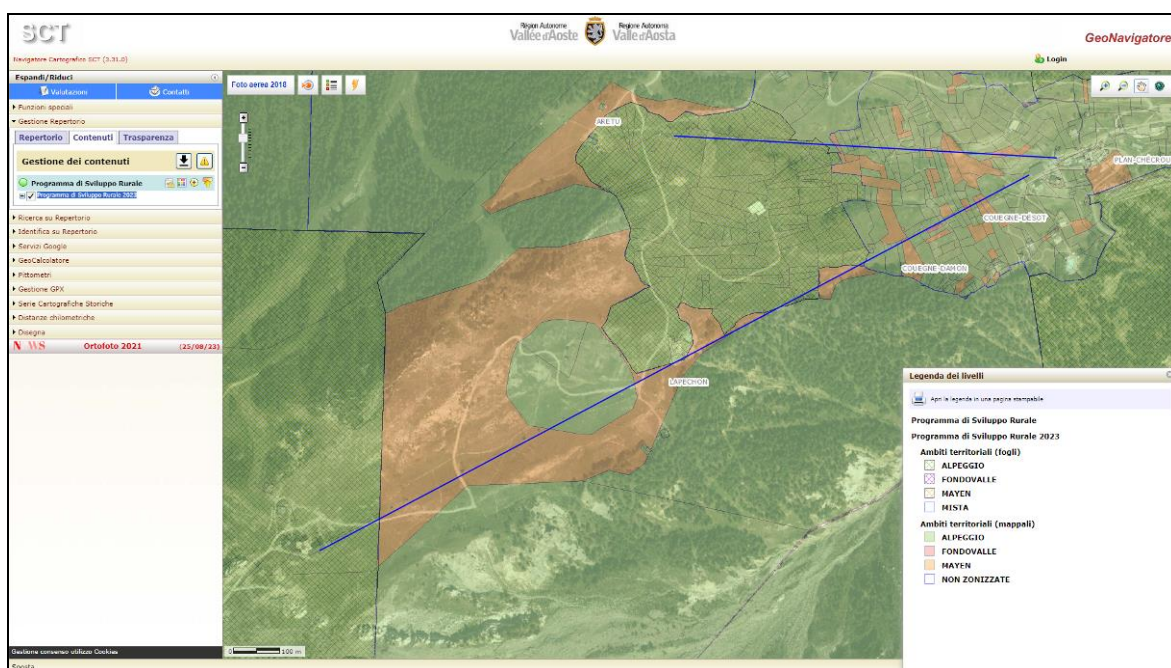 SCT
Région Autonome Regione Autonoma
Vallée d'Aoste Valle d'Aosta
GeoNavigatore
Navigatore Cartografico SCT (3.31.0)
Login
Espandi/Riduci
Valutazioni Contatti
Funzioni speciali
Gestione Repertorio
Repertorio Contenuti Trasparenza
Gestione dei contenuti
Programma di Sviluppo Rurale
Programma di Sviluppo Rurale 2023
Ricerca su Repertorio
Identifica su Repertorio
Servizi Google
GeoCalcolatore
Pittometri
Gestione GPX
Serie Cartografiche Storiche
Distanze chilometriche
Disegna
NEWS Ortofoto 2021 (25/08/23)
Foto aerea 2018
ARETU
PLAN-CHECROU
COUEGNE-DÉSOT
COUEGNE-DAMON
LAPECHON
Legenda dei livelli
Apri la legenda in una pagina stampabile
Programma di Sviluppo Rurale
Programma di Sviluppo Rurale 2023
Ambiti territoriali (fogli)
ALPEGGIO
FONDOVALLE
MAYEN
MISTA
Ambiti territoriali (mappali)
ALPEGGIO
FONDOVALLE
MAYEN
NON ZONIZZATE
0 100 m
Gestione consenso utilizzo Cookies
Sposta